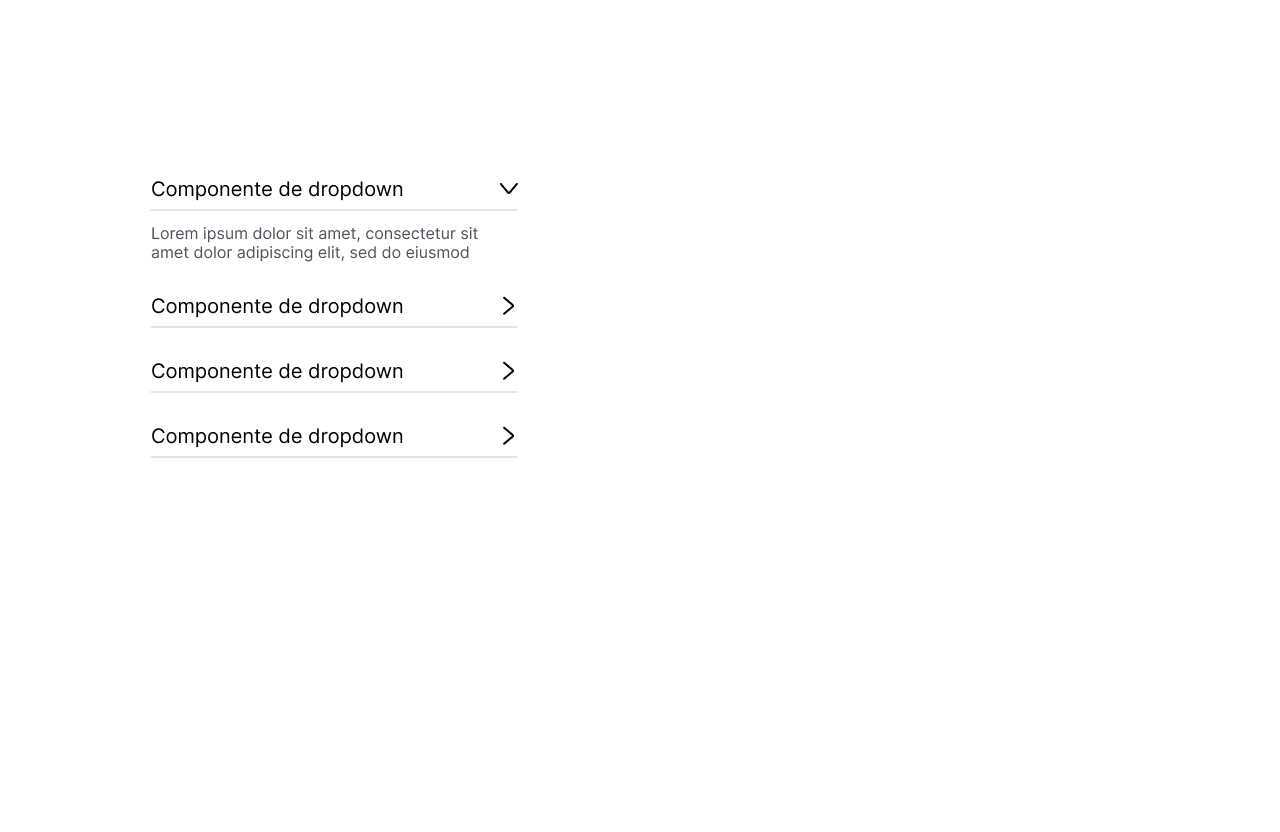 Componente de dropdown
Lorem ipsum dolor sit amet, consectetur sit
amet dolor adipiscing elit, sed do eiusmod
Componente de dropdown
Componente de dropdown
Componente de dropdown